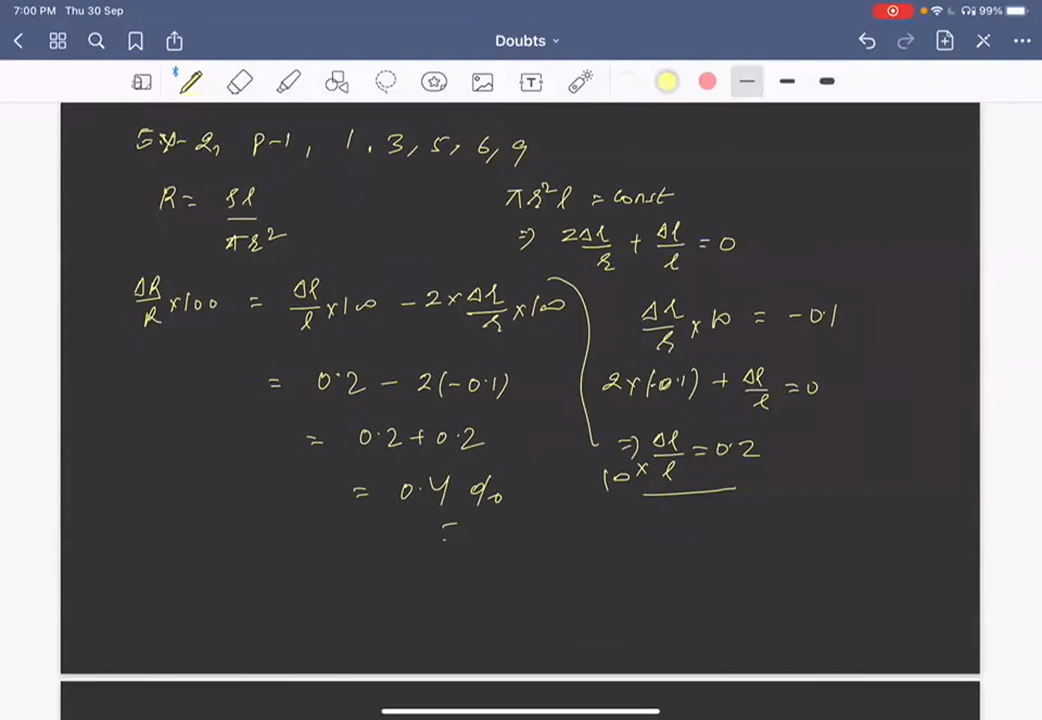 7:00 PM Thu 30 Sep
99%
Doubts
Ex-2, P-1, 1, 3, 5, 6, 9
R = ρl / πr²
πr²l = const
⇒ 2Δr/r + Δl/l = 0
ΔR/R × 100 = Δl/l × 100 - 2 × Δr/r × 100
Δr/r × 100 = -0.1
= 0.2 - 2(-0.1)
2×(-0.1) + Δl/l = 0
= 0.2 + 0.2
⇒ Δl/l = 0.2
100×
= 0.4 %